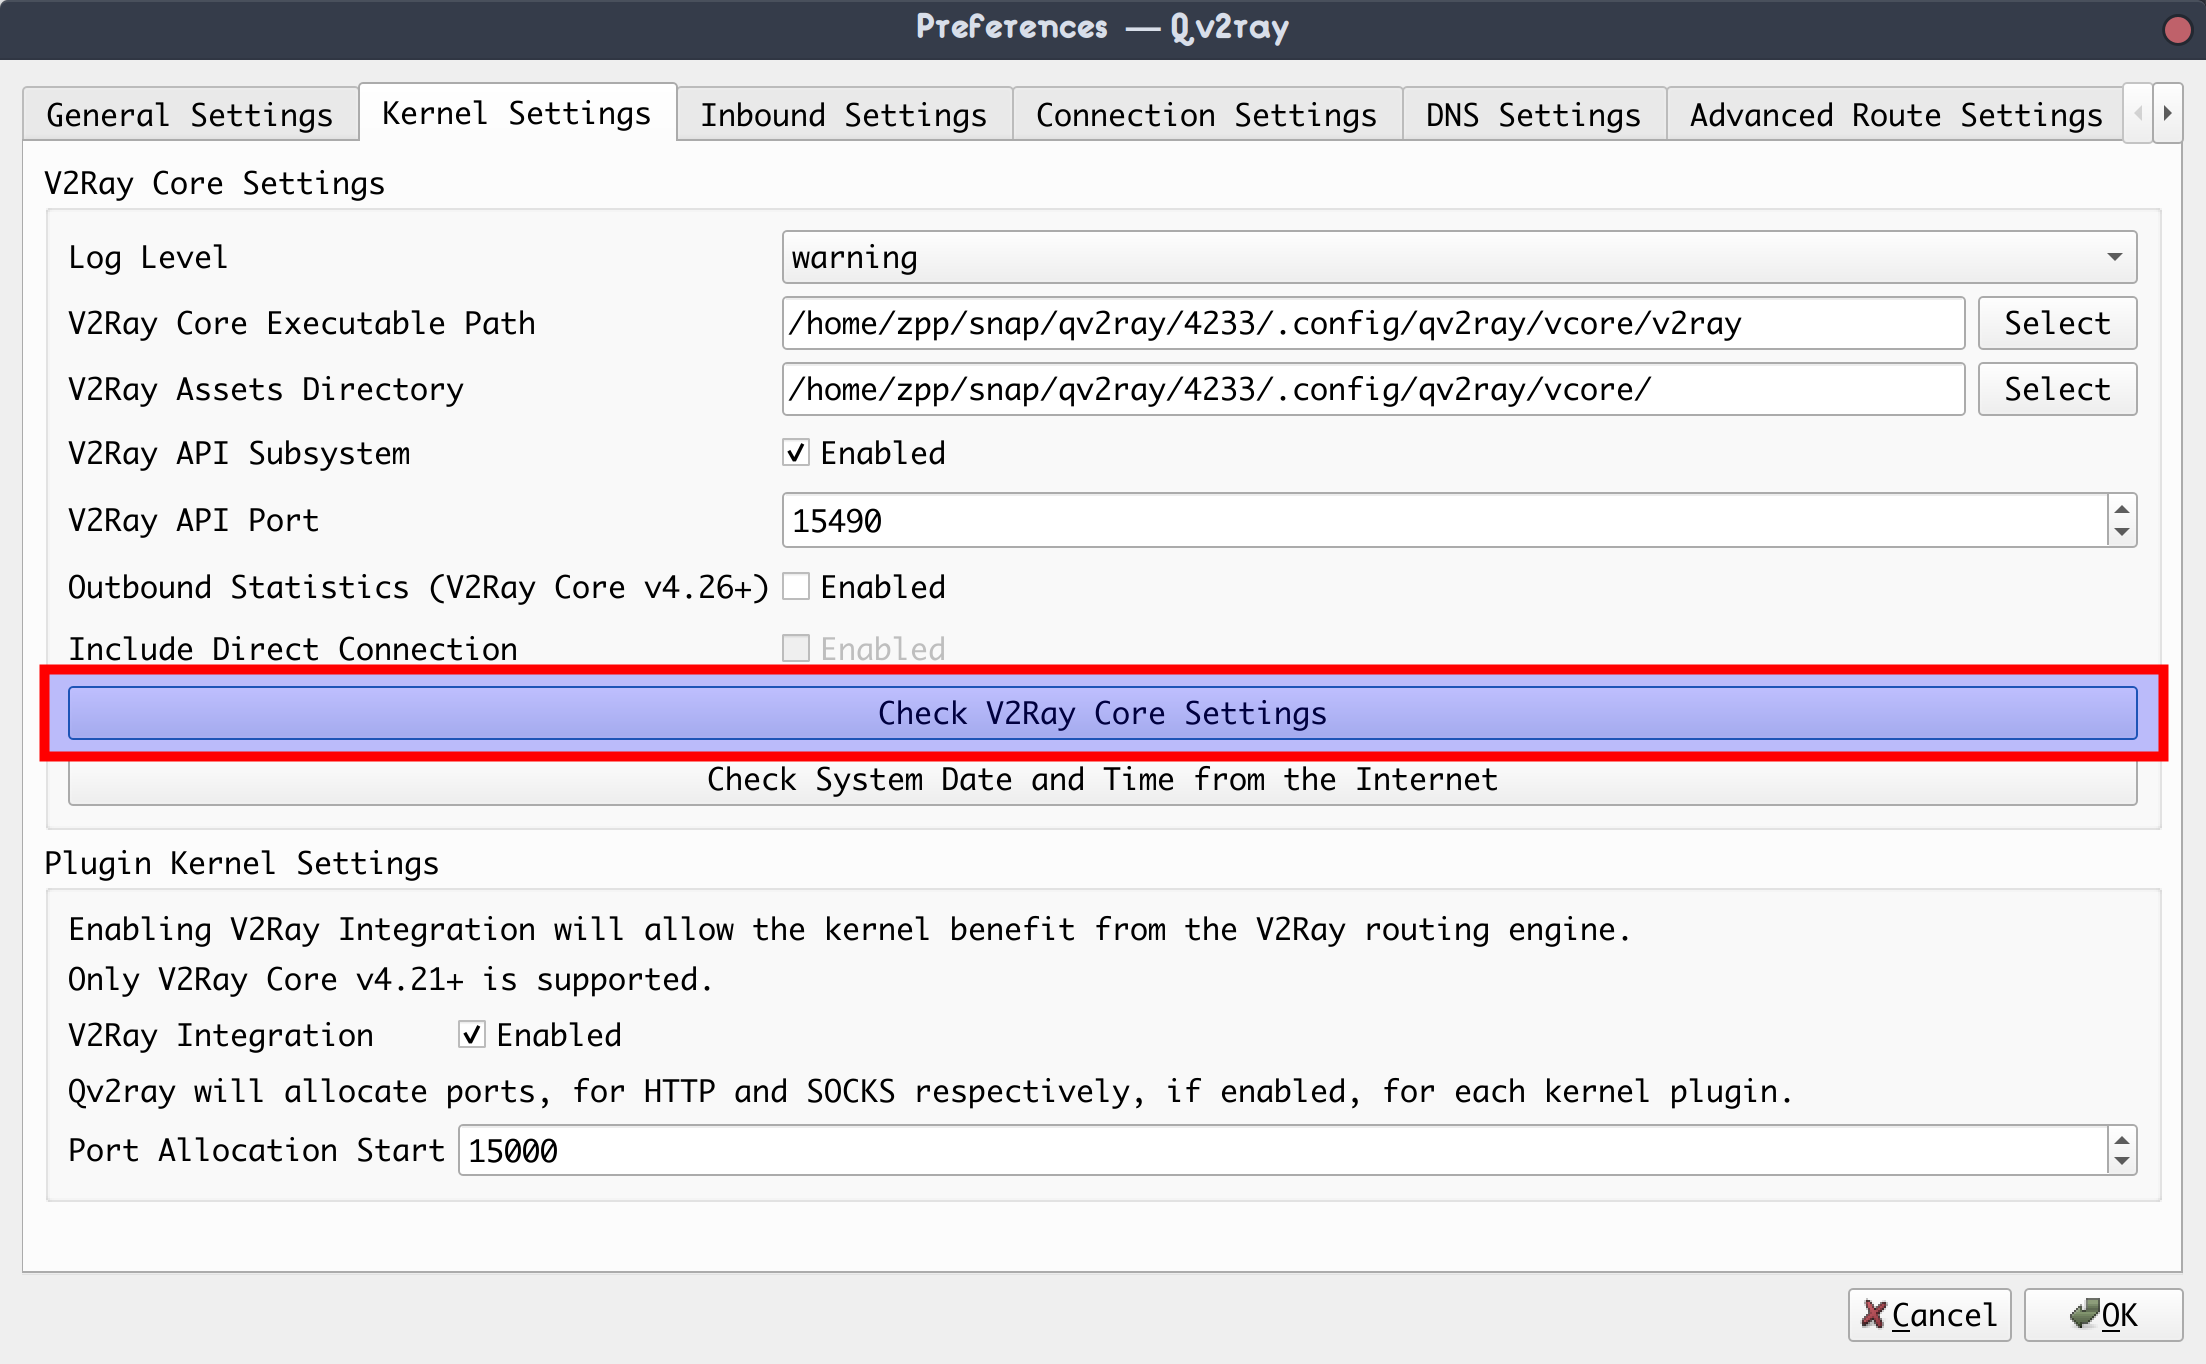 Preferences — Qv2ray
General Settings
Kernel Settings
Inbound Settings
Connection Settings
DNS Settings
Advanced Route Settings
V2Ray Core Settings
Log Level
warning
V2Ray Core Executable Path
/home/zpp/snap/qv2ray/4233/.config/qv2ray/vcore/v2ray
Select
V2Ray Assets Directory
/home/zpp/snap/qv2ray/4233/.config/qv2ray/vcore/
Select
V2Ray API Subsystem
Enabled
V2Ray API Port
15490
Outbound Statistics (V2Ray Core v4.26+)
Enabled
Include Direct Connection
Enabled
Check V2Ray Core Settings
Check System Date and Time from the Internet
Plugin Kernel Settings
Enabling V2Ray Integration will allow the kernel benefit from the V2Ray routing engine.
Only V2Ray Core v4.21+ is supported.
V2Ray Integration
Enabled
Qv2ray will allocate ports, for HTTP and SOCKS respectively, if enabled, for each kernel plugin.
Port Allocation Start
15000
Cancel
OK